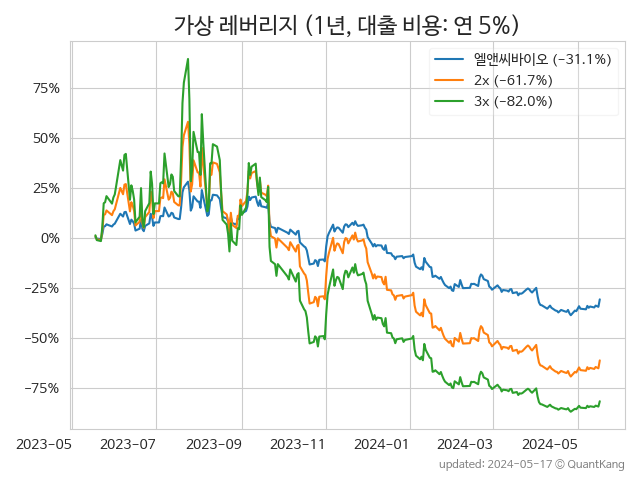 가상 레버리지 (1년, 대출 비용: 연 5%)
엘앤씨바이오 (−31.1%)
2x (−61.7%)
3x (−82.0%)
75%
50%
25%
0%
−25%
−50%
−75%
2023-05 2023-07 2023-09 2023-11 2024-01 2024-03 2024-05
updated: 2024-05-17 © QuantKang